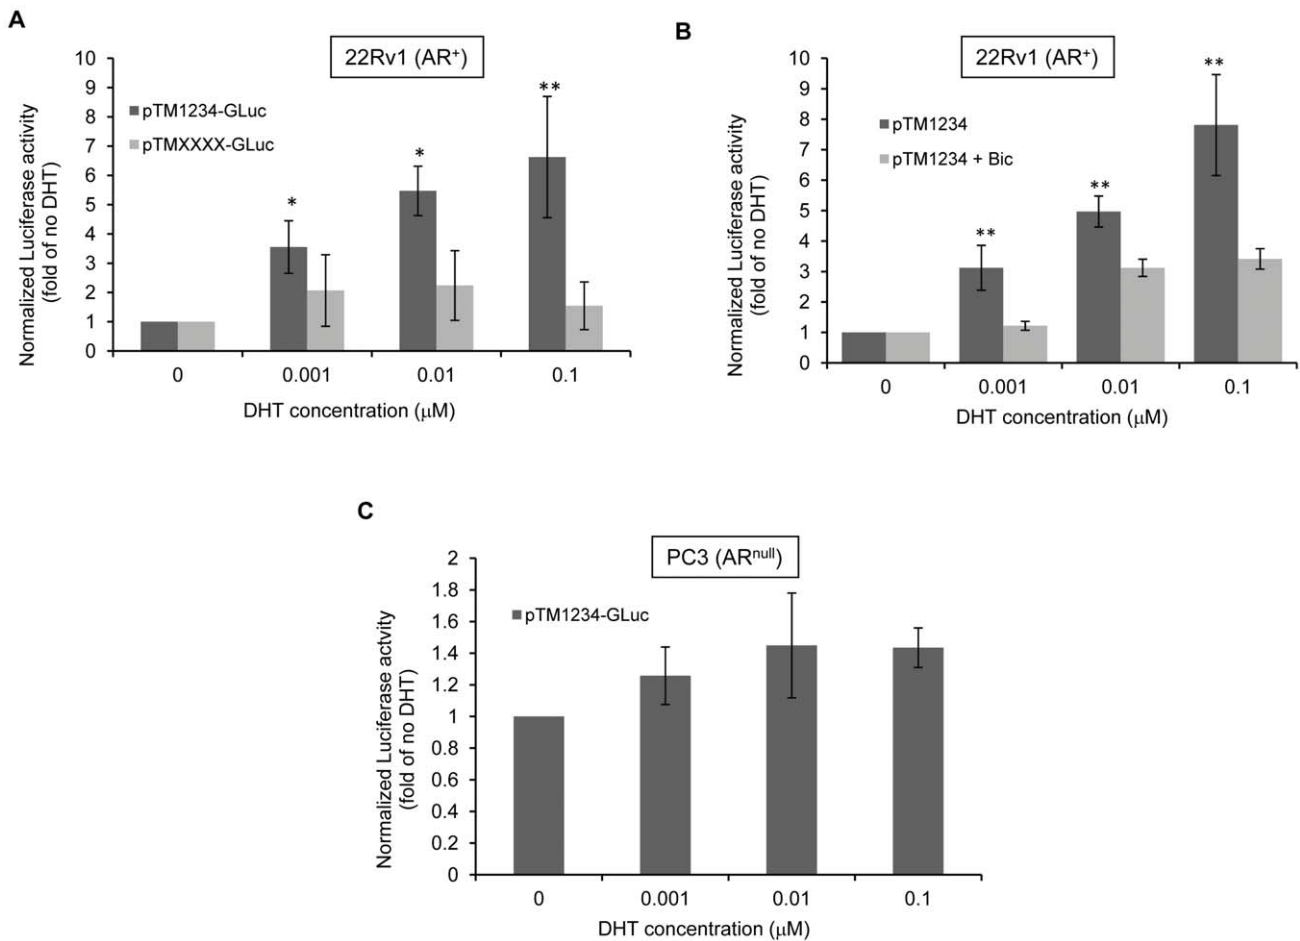 A
22Rv1 (AR+)
pTM1234-GLuc
pTMXXXX-GLuc
Normalized Luciferase activity
(fold of no DHT)
10
9
8
7
6
5
4
3
2
1
0
*
*
**
0 0.001 0.01 0.1
DHT concentration (μM)
B
22Rv1 (AR+)
pTM1234
pTM1234 + Bic
Normalized Luciferase activity
(fold of no DHT)
10
9
8
7
6
5
4
3
2
1
0
**
**
**
0 0.001 0.01 0.1
DHT concentration (μM)
C
PC3 (ARnull)
pTM1234-GLuc
Normalized Luciferase actvity
(fold of no DHT)
2
1.8
1.6
1.4
1.2
1
0.8
0.6
0.4
0.2
0
0 0.001 0.01 0.1
DHT concentration (μM)